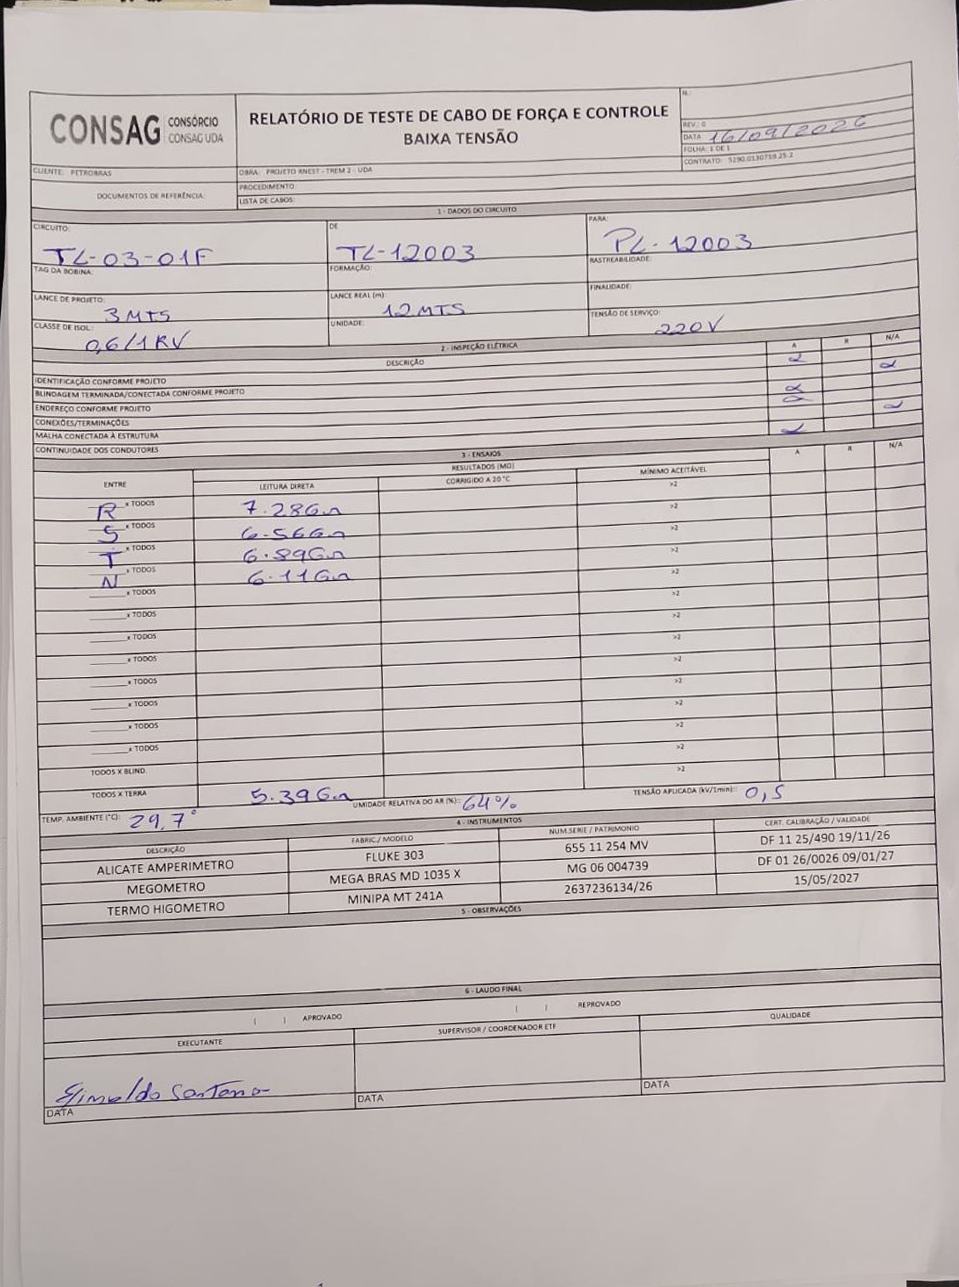 CONSAG CONSÓRCIO CONSAG UDA
RELATÓRIO DE TESTE DE CABO DE FORÇA E CONTROLE
BAIXA TENSÃO
N.
REV.: 0
DATA 16/09/2026
FOLHA: 1 DE 1
CONTRATO: 5290.0130719.25.2
CLIENTE: PETROBRAS
OBRA: PROJETO RNEST - TREM 2 - UDA
DOCUMENTOS DE REFERÊNCIA:
PROCEDIMENTO:
LISTA DE CABOS:
1 - DADOS DO CIRCUITO
CIRCUITO: TL-03-01F
DE TL-12003
PARA: PL-12003
TAG DA BOBINA:
FORMAÇÃO:
RASTREABILIDADE:
LANCE DE PROJETO: 3MTS
LANCE REAL (m): 12MTS
FINALIDADE:
CLASSE DE ISOL: 0,6/1KV
UNIDADE:
TENSÃO DE SERVIÇO: 220V
2 - INSPEÇÃO ELÉTRICA
DESCRIÇÃO A R N/A
IDENTIFICAÇÃO CONFORME PROJETO
BLINDAGEM TERMINADA/CONECTADA CONFORME PROJETO
ENDEREÇO CONFORME PROJETO
CONEXÕES/TERMINAÇÕES
MALHA CONECTADA À ESTRUTURA
CONTINUIDADE DOS CONDUTORES
3 - ENSAIOS
ENTRE RESULTADOS (MΩ) A R N/A
LEITURA DIRETA CORRIGIDO A 20 °C MÍNIMO ACEITÁVEL
>2
R x TODOS 7.28GΩ >2
S x TODOS 6.56GΩ >2
T x TODOS 6.89GΩ >2
N x TODOS 6.11GΩ >2
x TODOS >2
x TODOS >2
x TODOS >2
x TODOS >2
x TODOS >2
x TODOS >2
x TODOS >2
x TODOS >2
TODOS X BLIND. >2
TODOS X TERRA 5.39GΩ
TEMP. AMBIENTE (°C): 29,7°
UMIDADE RELATIVA DO AR (%): 64%
TENSÃO APLICADA (kV/1min): 0,5
4 - INSTRUMENTOS
DESCRIÇÃO FABRIC./ MODELO NUM.SERIE / PATRIMONIO CERT. CALIBRAÇÃO / VALIDADE
ALICATE AMPERIMETRO FLUKE 303 655 11 254 MV DF 11 25/490 19/11/26
MEGOMETRO MEGA BRAS MD 1035 X MG 06 004739 DF 01 26/0026 09/01/27
TERMO HIGOMETRO MINIPA MT 241A 2637236134/26 15/05/2027
5 - OBSERVAÇÕES
6 - LAUDO FINAL
( ) APROVADO
( ) REPROVADO
EXECUTANTE
SUPERVISOR / COORDENADOR ETF
QUALIDADE
Santana
DATA
DATA
DATA